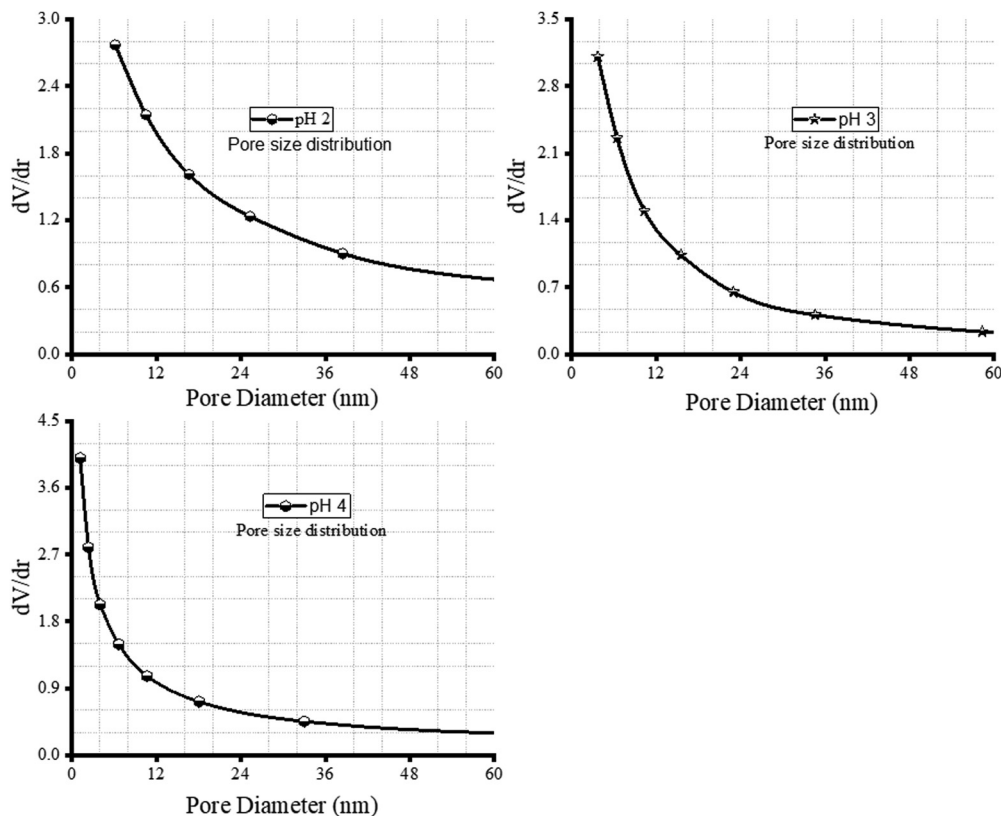 3.0
2.4
1.8
1.2
0.6
0.0
dV/dr
pH 2
Pore size distribution
0 12 24 36 48 60
Pore Diameter (nm)
3.5
2.8
2.1
1.4
0.7
0.0
dV/dr
pH 3
Pore size distribution
0 12 24 36 48 60
Pore Diameter (nm)
4.5
3.6
2.7
1.8
0.9
0.0
dV/dr
pH 4
Pore size distribution
0 12 24 36 48 60
Pore Diameter (nm)